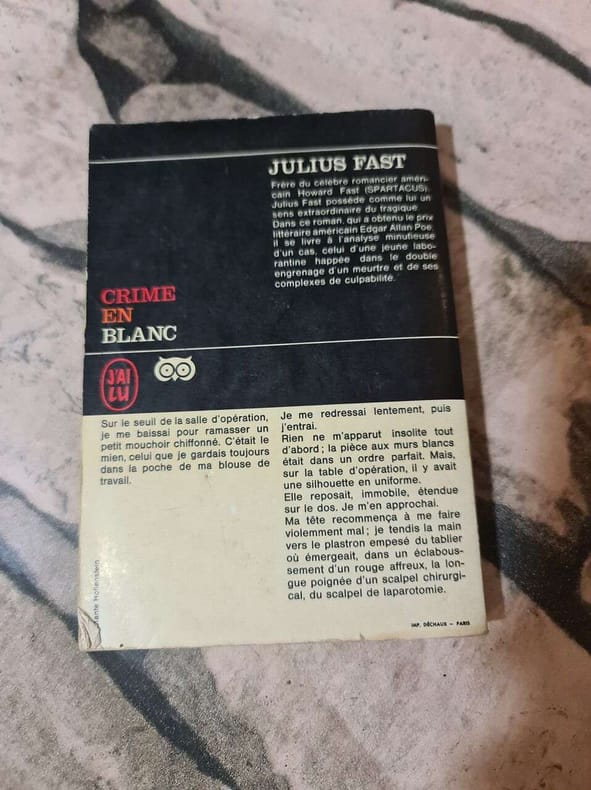 JULIUS FAST
Frère du célèbre romancier améri-
cain Howard Fast (SPARTACUS),
Julius Fast possède comme lui un
sens extraordinaire du tragique.
Dans ce roman, qui a obtenu le prix
littéraire américain Edgar Allan Poe,
il se livre à l'analyse minutieuse
d'un cas, celui d'une jeune labo-
rantine happée dans le double
engrenage d'un meurtre et de ses
complexes de culpabilité.
CRIME
EN
BLANC
J'AI
LU
Sur le seuil de la salle d'opération,
je me baissai pour ramasser un
petit mouchoir chiffonné. C'était le
mien, celui que je gardais toujours
dans la poche de ma blouse de
travail.
Je me redressai lentement, puis
j'entrai.
Rien ne m'apparut insolite tout
d'abord ; la pièce aux murs blancs
était dans un ordre parfait. Mais,
sur la table d'opération, il y avait
une silhouette en uniforme.
Elle reposait, immobile, étendue
sur le dos. Je m'en approchai.
Ma tête recommença à me faire
violemment mal ; je tendis la main
vers le plastron empesé du tablier
où émergeait, dans un éclabous-
sement d'un rouge affreux, la lon-
gue poignée d'un scalpel chirurgi-
cal, du scalpel de laparotomie.
Hollenstein
IMP. DÉCHAUX - PARIS